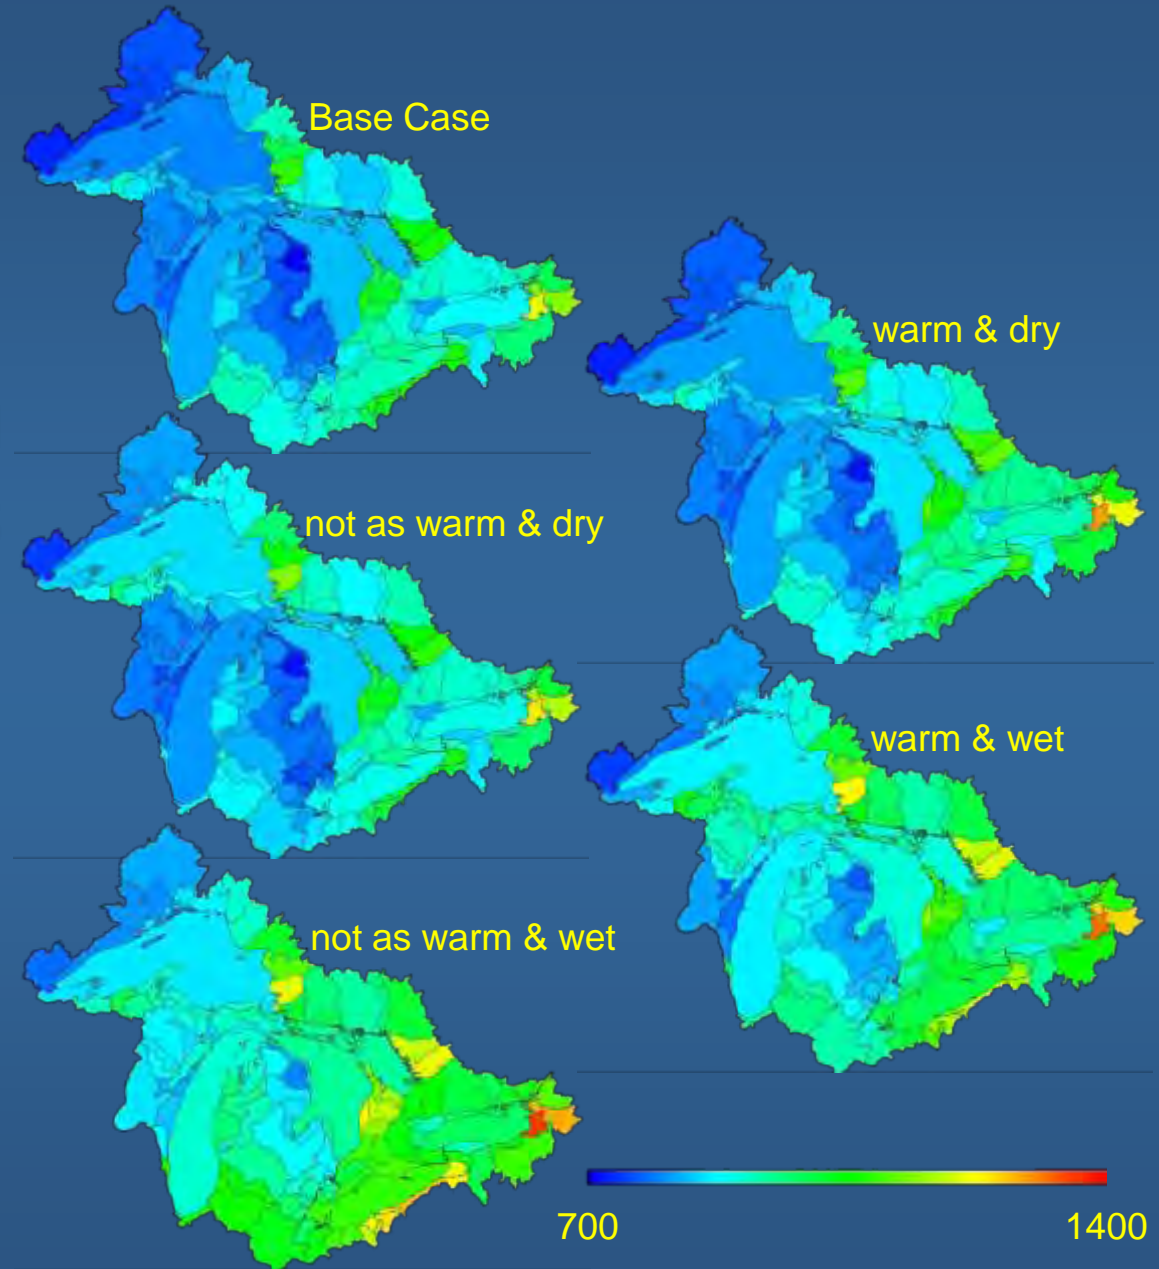 Base Case
warm & dry
not as warm & dry
warm & wet
not as warm & wet
700
1400